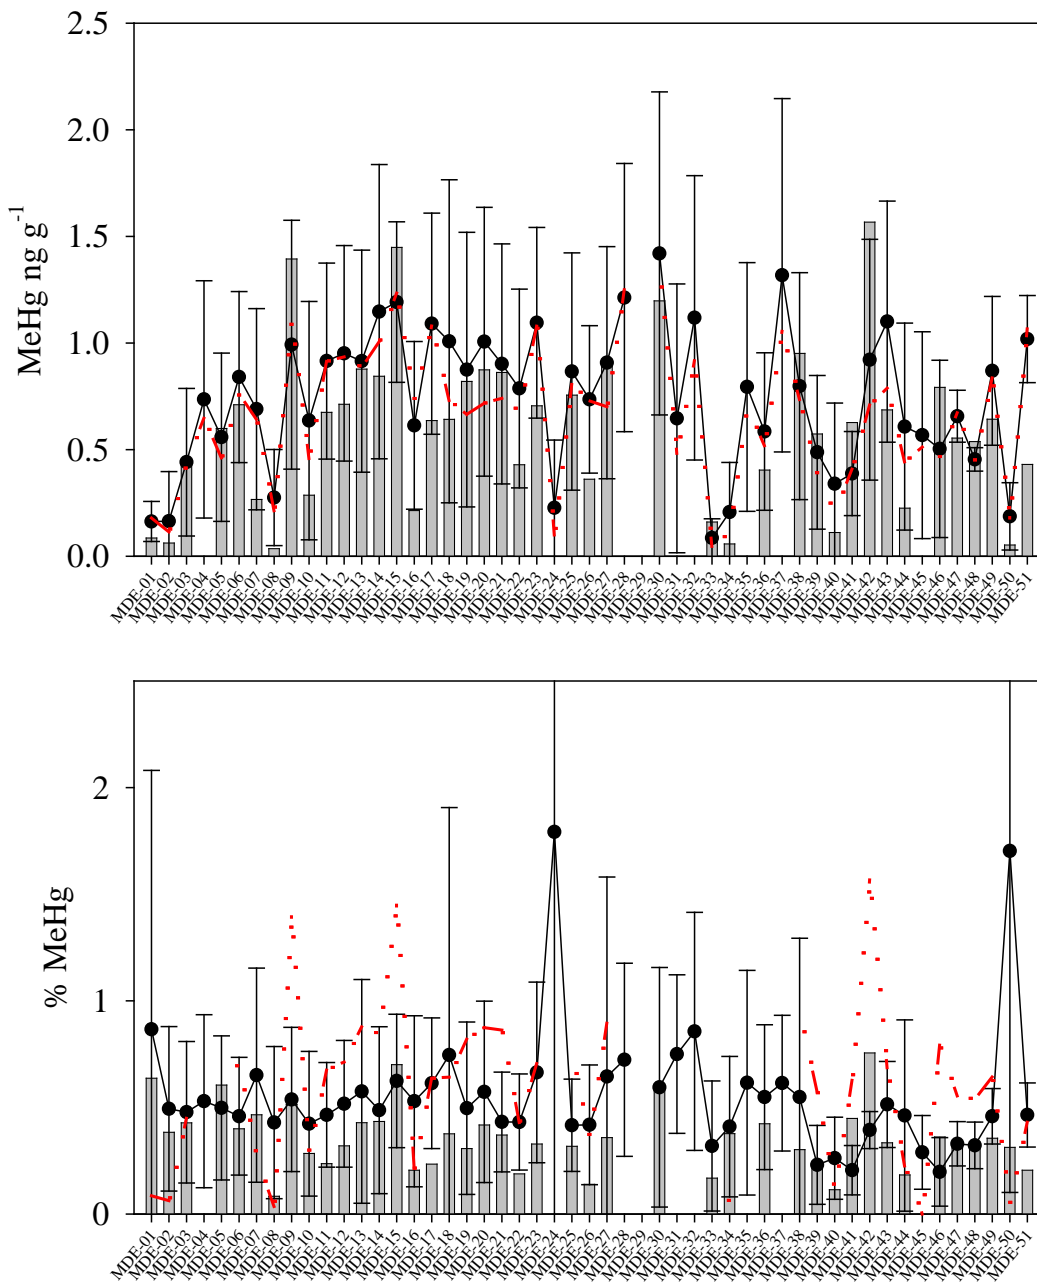 2.5
2.0
1.5
1.0
0.5
0.0
MeHg ng g⁻¹
MDE-01
MDE-02
MDE-03
MDE-04
MDE-05
MDE-06
MDE-07
MDE-08
MDE-09
MDE-10
MDE-11
MDE-12
MDE-13
MDE-14
MDE-15
MDE-16
MDE-17
MDE-18
MDE-19
MDE-20
MDE-21
MDE-22
MDE-23
MDE-24
MDE-25
MDE-26
MDE-27
MDE-28
MDE-29
MDE-30
MDE-31
MDE-32
MDE-33
MDE-34
MDE-35
MDE-36
MDE-37
MDE-38
MDE-39
MDE-40
MDE-41
MDE-42
MDE-43
MDE-44
MDE-45
MDE-46
MDE-47
MDE-48
MDE-49
MDE-50
MDE-51
2
1
0
% MeHg
MDE-01
MDE-02
MDE-03
MDE-04
MDE-05
MDE-06
MDE-07
MDE-08
MDE-09
MDE-10
MDE-11
MDE-12
MDE-13
MDE-14
MDE-15
MDE-16
MDE-17
MDE-18
MDE-19
MDE-20
MDE-21
MDE-22
MDE-23
MDE-24
MDE-25
MDE-26
MDE-27
MDE-28
MDE-29
MDE-30
MDE-31
MDE-32
MDE-33
MDE-34
MDE-35
MDE-36
MDE-37
MDE-38
MDE-39
MDE-40
MDE-41
MDE-42
MDE-43
MDE-44
MDE-45
MDE-46
MDE-47
MDE-48
MDE-49
MDE-50
MDE-51